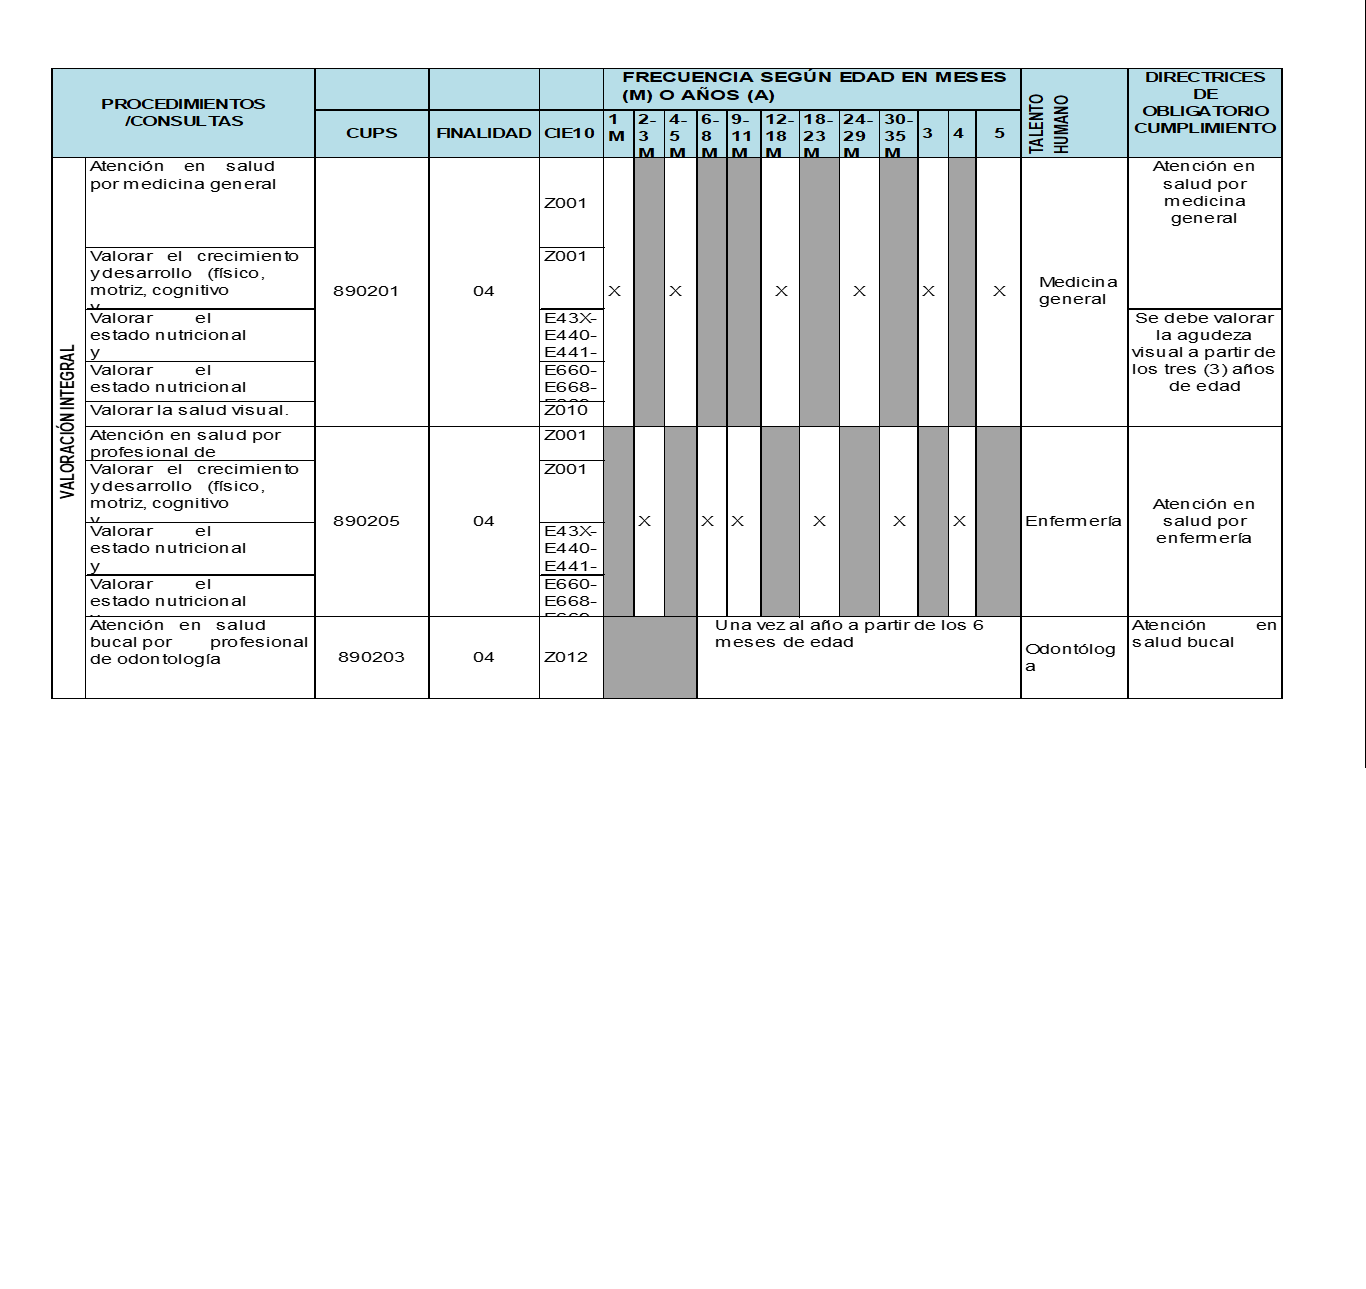 PROCEDIMIENTOS
/CONSULTAS
CUPS
FINALIDAD
CIE10
FRECUENCIA SEGÚN EDAD EN MESES
(M) O AÑOS (A)
1
M
2-
3
M
4-
5
M
6-
8
M
9-
11
M
12-
18
M
18-
23
M
24-
29
M
30-
35
M
3
4
5
TALENTO
HUMANO
DIRECTRICES
DE
OBLIGATORIO
CUMPLIMIENTO
VALORACIÓN INTEGRAL
Atención en salud
por medicina general
Z001
Valorar el crecimiento
y desarrollo (físico,
motriz, cognitivo
y
Z001
Valorar el
estado nutricional
y
E43X-
E440-
E441-
Valorar el
estado nutricional
E660-
E668-
Valorar la salud visual.
Z010
890201
04
X X X X X X
Medicina
general
Atención en
salud por
medicina
general
Se debe valorar
la agudeza
visual a partir de
los tres (3) años
de edad
Atención en salud por
profesional de
Z001
Valorar el crecimiento
y desarrollo (físico,
motriz, cognitivo
y
Z001
Valorar el
estado nutricional
y
E43X-
E440-
E441-
Valorar el
estado nutricional
E660-
E668-
890205
04
X X X X X X
Enfermería
Atención en
salud por
enfermería
Atención en salud
bucal por profesional
de odontología
890203
04
Z012
Una vez al año a partir de los 6
meses de edad
Odontólog
a
Atención en
salud bucal